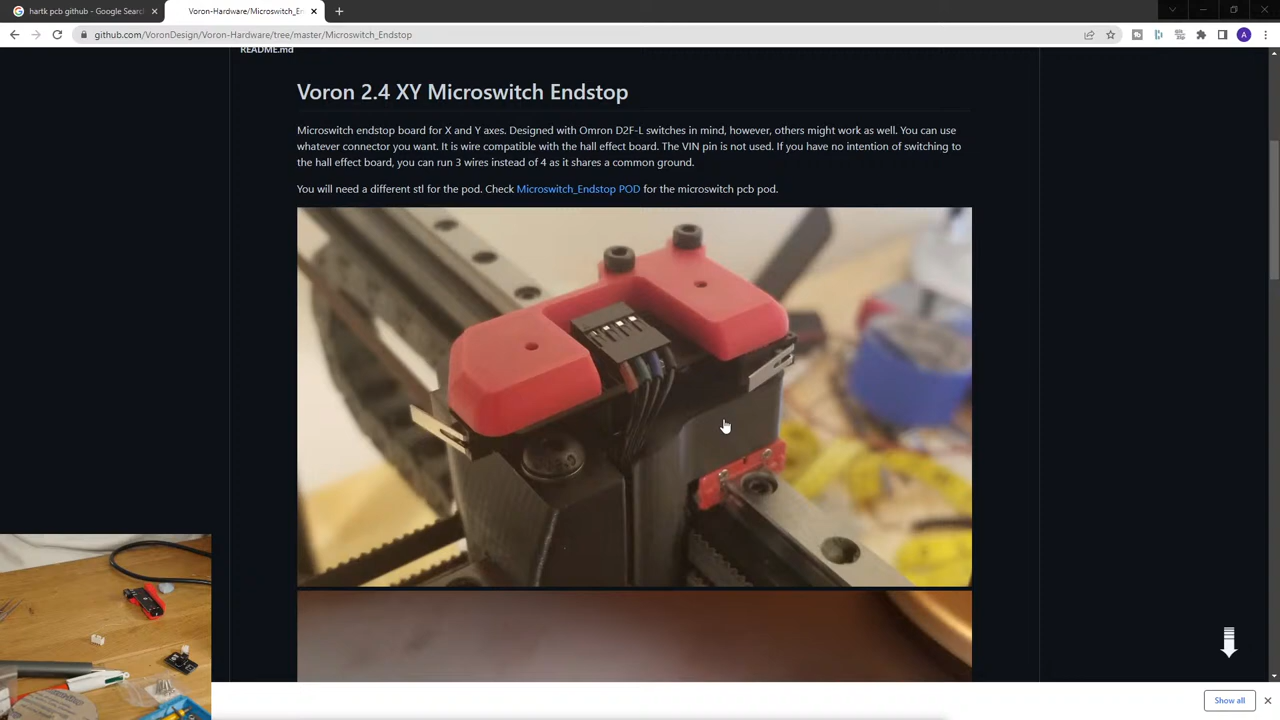 hartk pcb github - Google Searc
Voron-Hardware/Microswitch_En
github.com/VoronDesign/Voron-Hardware/tree/master/Microswitch_Endstop
A
README.md
Voron 2.4 XY Microswitch Endstop
Microswitch endstop board for X and Y axes. Designed with Omron D2F-L switches in mind, however, others might work as well. You can use
whatever connector you want. It is wire compatible with the hall effect board. The VIN pin is not used. If you have no intention of switching to
the hall effect board, you can run 3 wires instead of 4 as it shares a common ground.
You will need a different stl for the pod. Check Microswitch_Endstop POD for the microswitch pcb pod.
Show all